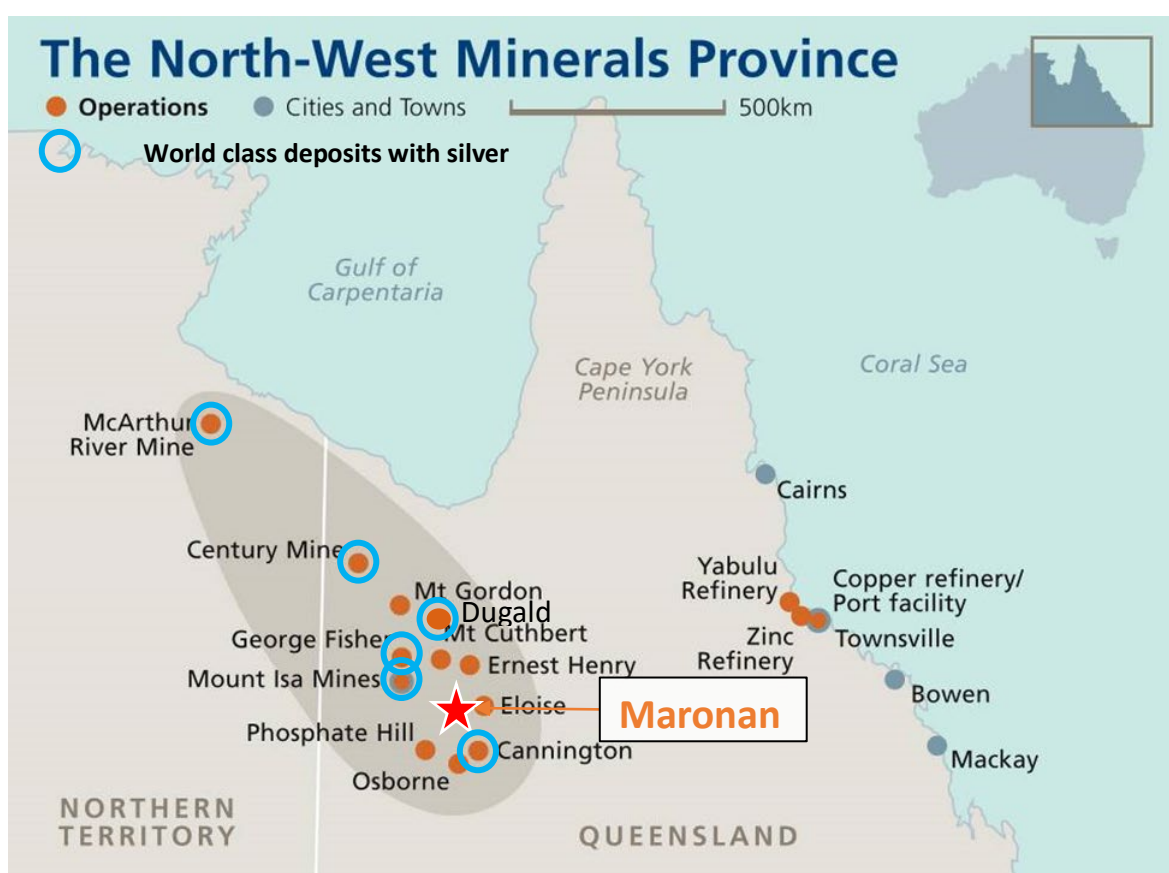 The North-West Minerals Province
Operations
Cities and Towns
500km
World class deposits with silver
Gulf of
Carpentaria
Cape York
Peninsula
Coral Sea
McArthur
River Mine
Cairns
Century Mine
Mt Gordon
Dugald
Mt Cuthbert
Yabulu
Refinery
Copper refinery/
Port facility
George Fisher
Townsville
Zinc
Refinery
Ernest Henry
Mount Isa Mines
Bowen
Eloise
Maronan
Phosphate Hill
Cannington
Mackay
Osborne
NORTHERN
TERRITORY
QUEENSLAND